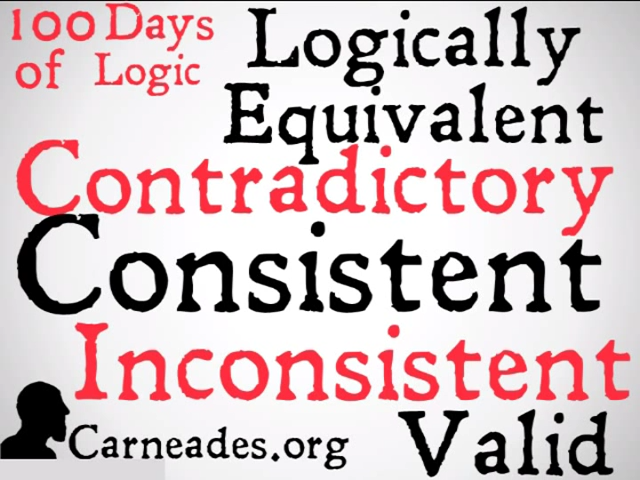 100 Days
of Logic
Logically
Equivalent
Contradictory
Consistent
Inconsistent
Valid
Carneades.org